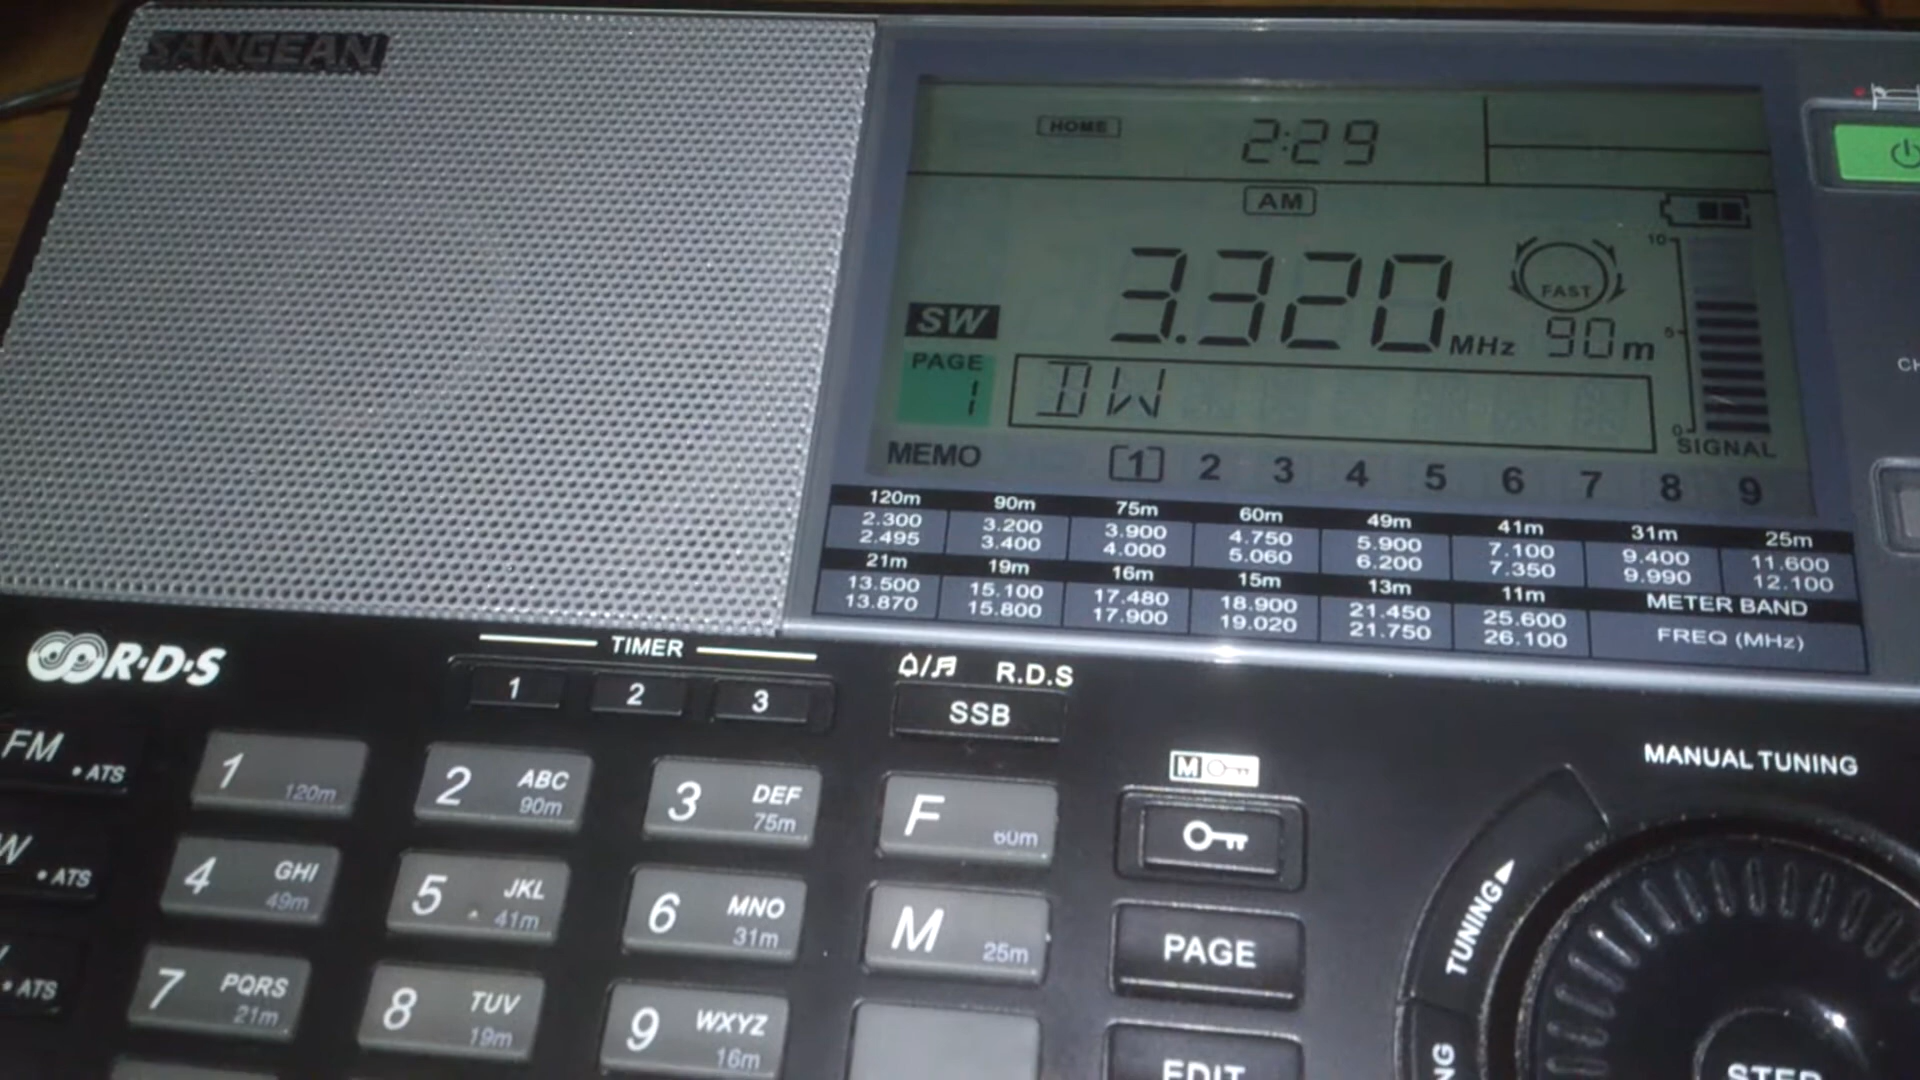 SANGEAN
HOME 2:29
AM
3.320 MHz 90m
FAST
SW
PAGE
1
DW
10
5
0
SIGNAL
MEMO [1] 2 3 4 5 6 7 8 9
120m 90m 75m 60m 49m 41m 31m 25m
2.300 3.200 3.900 4.750 5.900 7.100 9.400 11.600
2.495 3.400 4.000 5.060 6.200 7.350 9.990 12.100
21m 19m 16m 15m 13m 11m METER BAND
13.500 15.100 17.480 18.900 21.450 25.600 FREQ (MHz)
13.870 15.800 17.900 19.020 21.750 26.100
R·D·S
TIMER
1 2 3
R.D.S
SSB
FM
• ATS
• ATS
• ATS
1 120m
2 ABC 90m
3 DEF 75m
F 60m
4 GHI 49m
5 JKL 41m
6 MNO 31m
M 25m
7 PQRS 21m
8 TUV 19m
9 WXYZ 16m
M
PAGE
EDIT
MANUAL TUNING
TUNING
STEP